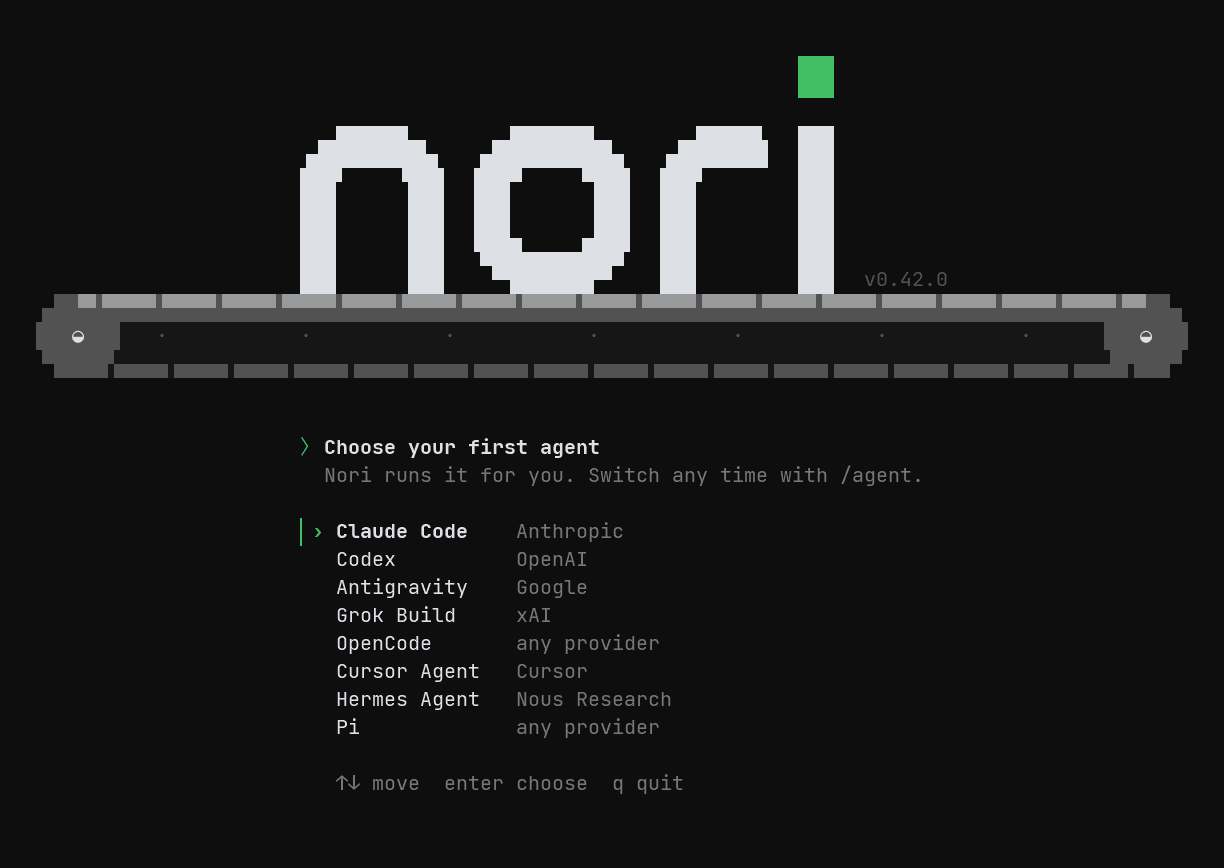 nori
v0.42.0
〉 Choose your first agent
Nori runs it for you. Switch any time with /agent.
› Claude Code Anthropic
Codex OpenAI
Antigravity Google
Grok Build xAI
OpenCode any provider
Cursor Agent Cursor
Hermes Agent Nous Research
Pi any provider
↑↓ move enter choose q quit